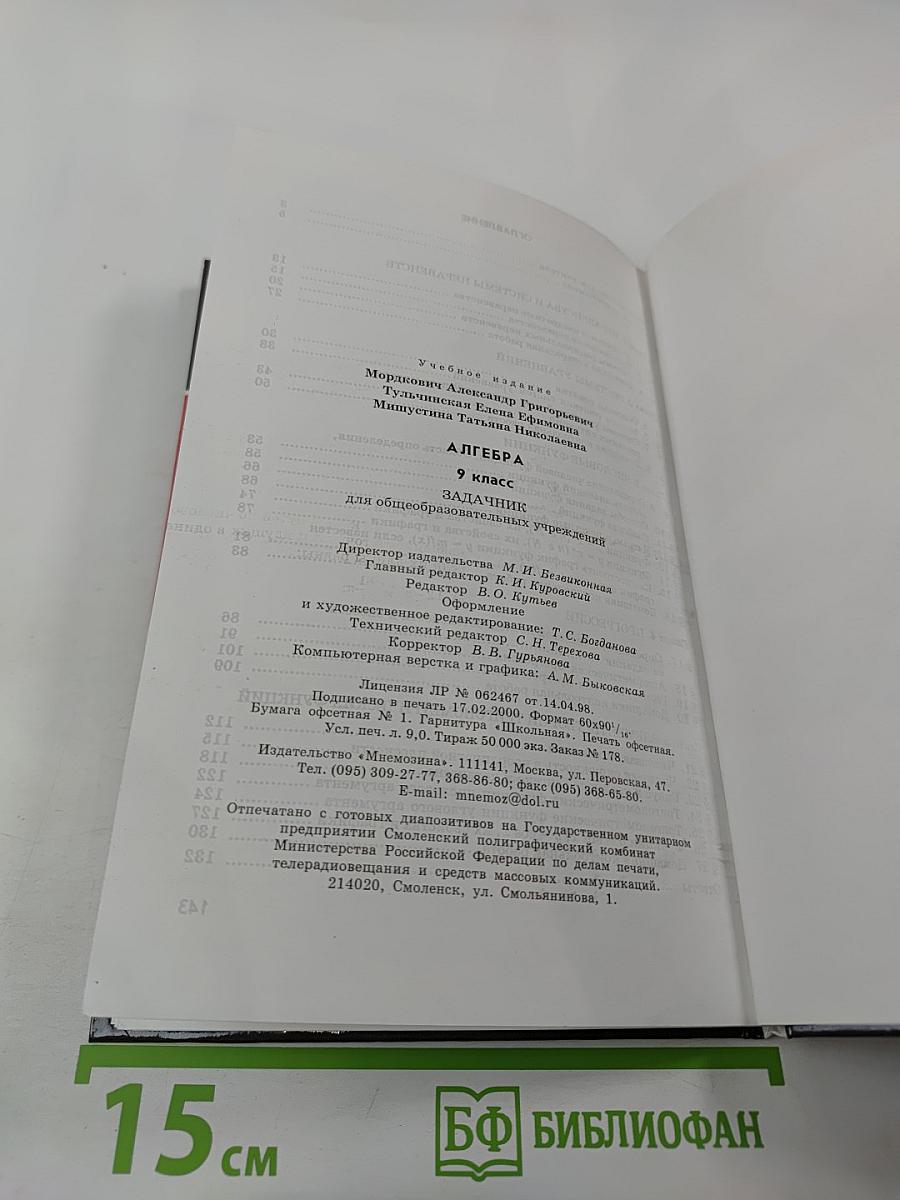 Учебное издание
Мордкович Александр Григорьевич
Тульчинская Елена Ефимовна
Мишустина Татьяна Николаевна
АЛГЕБРА
9 класс
ЗАДАЧНИК
для общеобразовательных учреждений
Директор издательства М. И. Безвиконная
Главный редактор К. И. Куровский
Редактор В. О. Кутьев
Оформление
и художественное редактирование: Т. С. Богданова
Технический редактор С. Н. Терехова
Корректор В. В. Гурьянова
Компьютерная верстка и графика: А. М. Быковская
Лицензия ЛР № 062467 от 14.04.98.
Подписано в печать 17.02.2000. Формат 60х90¹/₁₆.
Бумага офсетная № 1. Гарнитура «Школьная». Печать офсетная.
Усл. печ. л. 9,0. Тираж 50 000 экз. Заказ № 178.
Издательство «Мнемозина». 111141, Москва, ул. Перовская, 47.
Тел. (095) 309-27-77, 368-86-80; факс (095) 368-65-80.
E-mail: mnemoz@dol.ru
Отпечатано с готовых диапозитивов на Государственном унитарном
предприятии Смоленский полиграфический комбинат
Министерства Российской Федерации по делам печати,
телерадиовещания и средств массовых коммуникаций.
214020, Смоленск, ул. Смольянинова, 1.
15 см
БФ БИБЛИОФАН